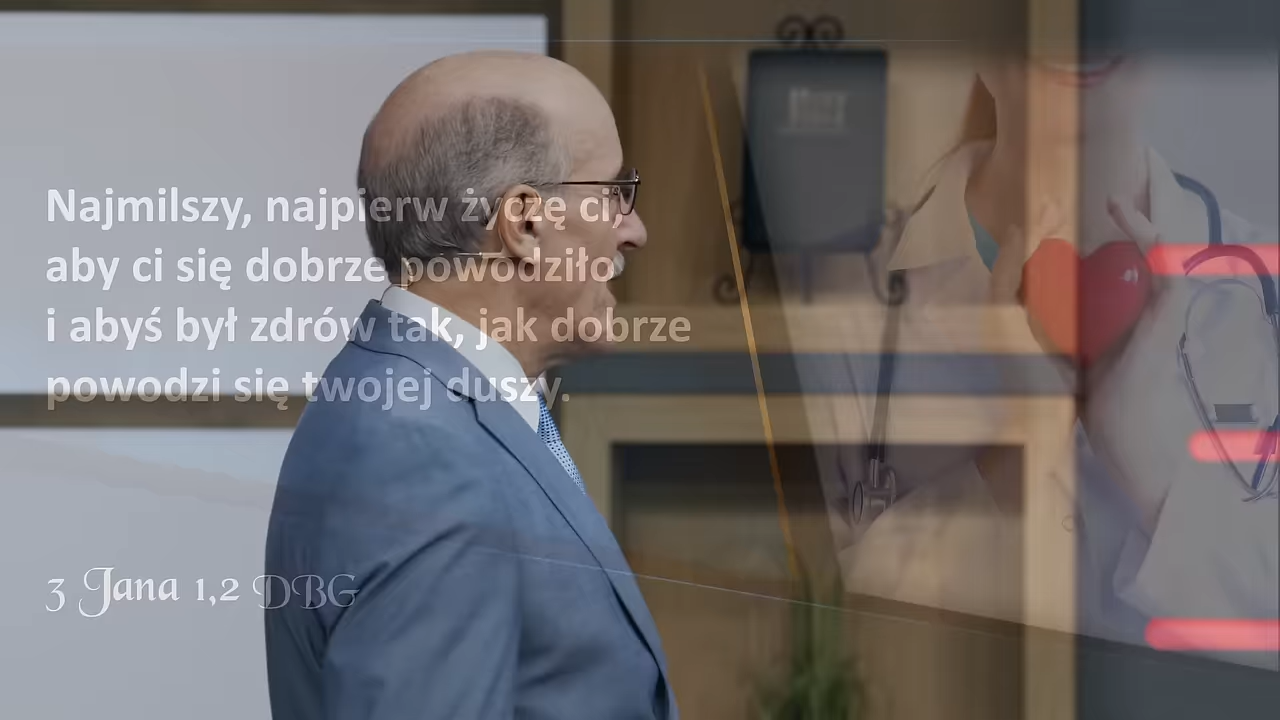 Najmilszy, najpierw życzę ci,
aby ci się dobrze powodziło
i abyś był zdrów tak, jak dobrze
powodzi się twojej duszy.
3 Jana 1,2 DBG